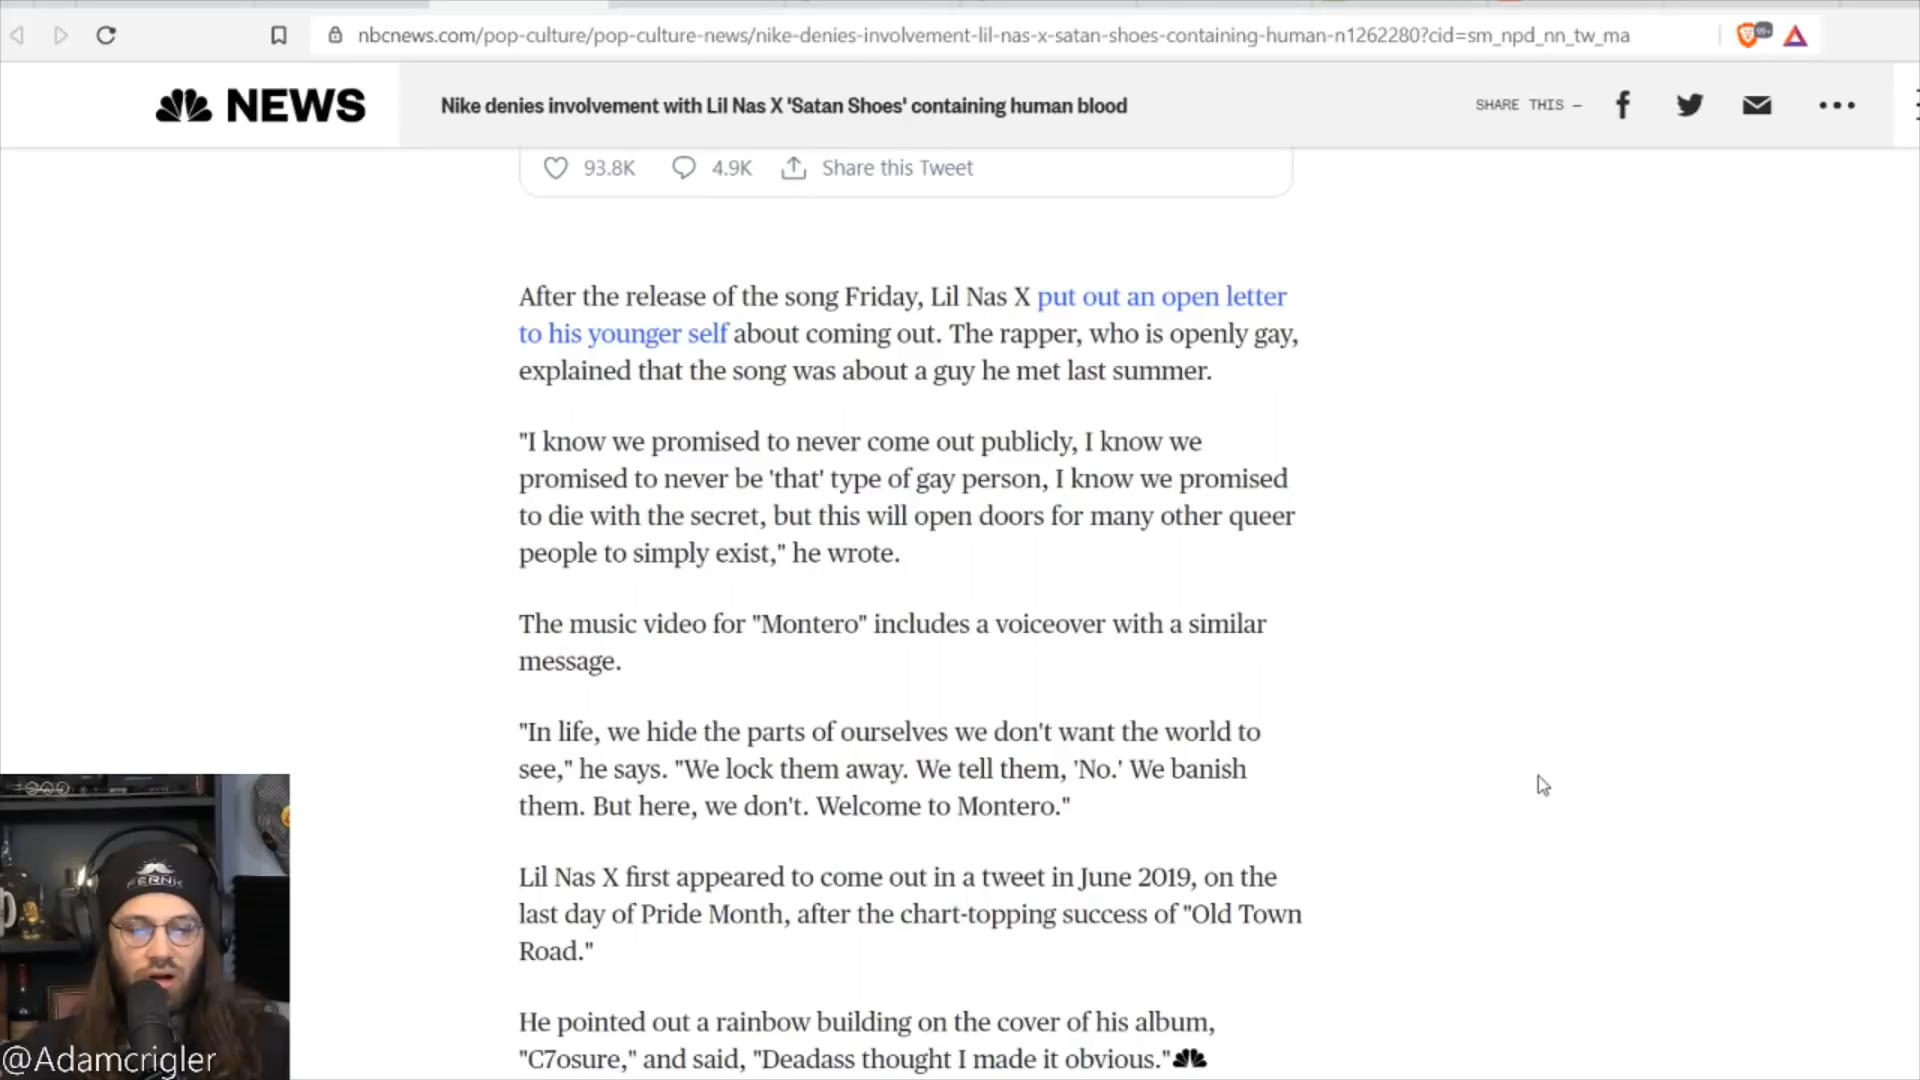 nbcnews.com/pop-culture/pop-culture-news/nike-denies-involvement-lil-nas-x-satan-shoes-containing-human-n1262280?cid=sm_npd_nn_tw_ma
99+
NEWS
Nike denies involvement with Lil Nas X 'Satan Shoes' containing human blood
SHARE THIS —
93.8K 4.9K Share this Tweet
After the release of the song Friday, Lil Nas X put out an open letter
to his younger self about coming out. The rapper, who is openly gay,
explained that the song was about a guy he met last summer.
"I know we promised to never come out publicly, I know we
promised to never be 'that' type of gay person, I know we promised
to die with the secret, but this will open doors for many other queer
people to simply exist," he wrote.
The music video for "Montero" includes a voiceover with a similar
message.
"In life, we hide the parts of ourselves we don't want the world to
see," he says. "We lock them away. We tell them, 'No.' We banish
them. But here, we don't. Welcome to Montero."
Lil Nas X first appeared to come out in a tweet in June 2019, on the
last day of Pride Month, after the chart-topping success of "Old Town
Road."
He pointed out a rainbow building on the cover of his album,
"C7osure," and said, "Deadass thought I made it obvious."
@Adamcrigler